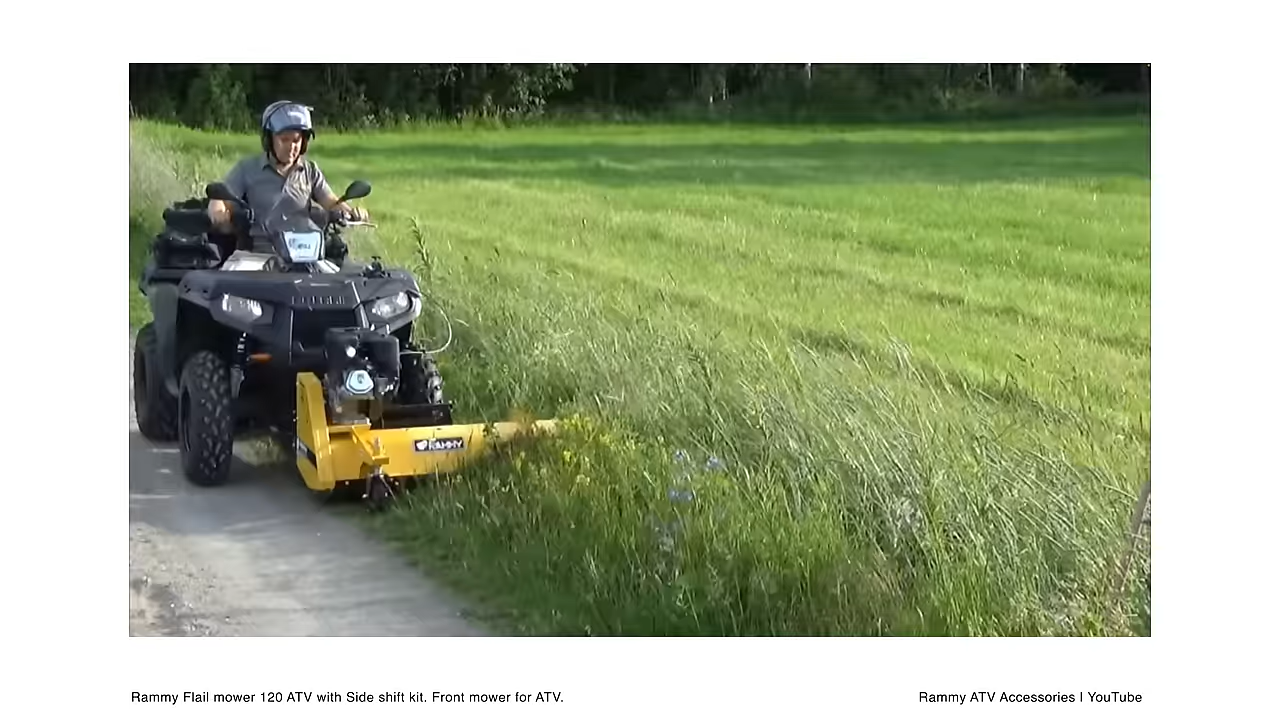 RAMMY
Rammy Flail mower 120 ATV with Side shift kit. Front mower for ATV.
Rammy ATV Accessories | YouTube